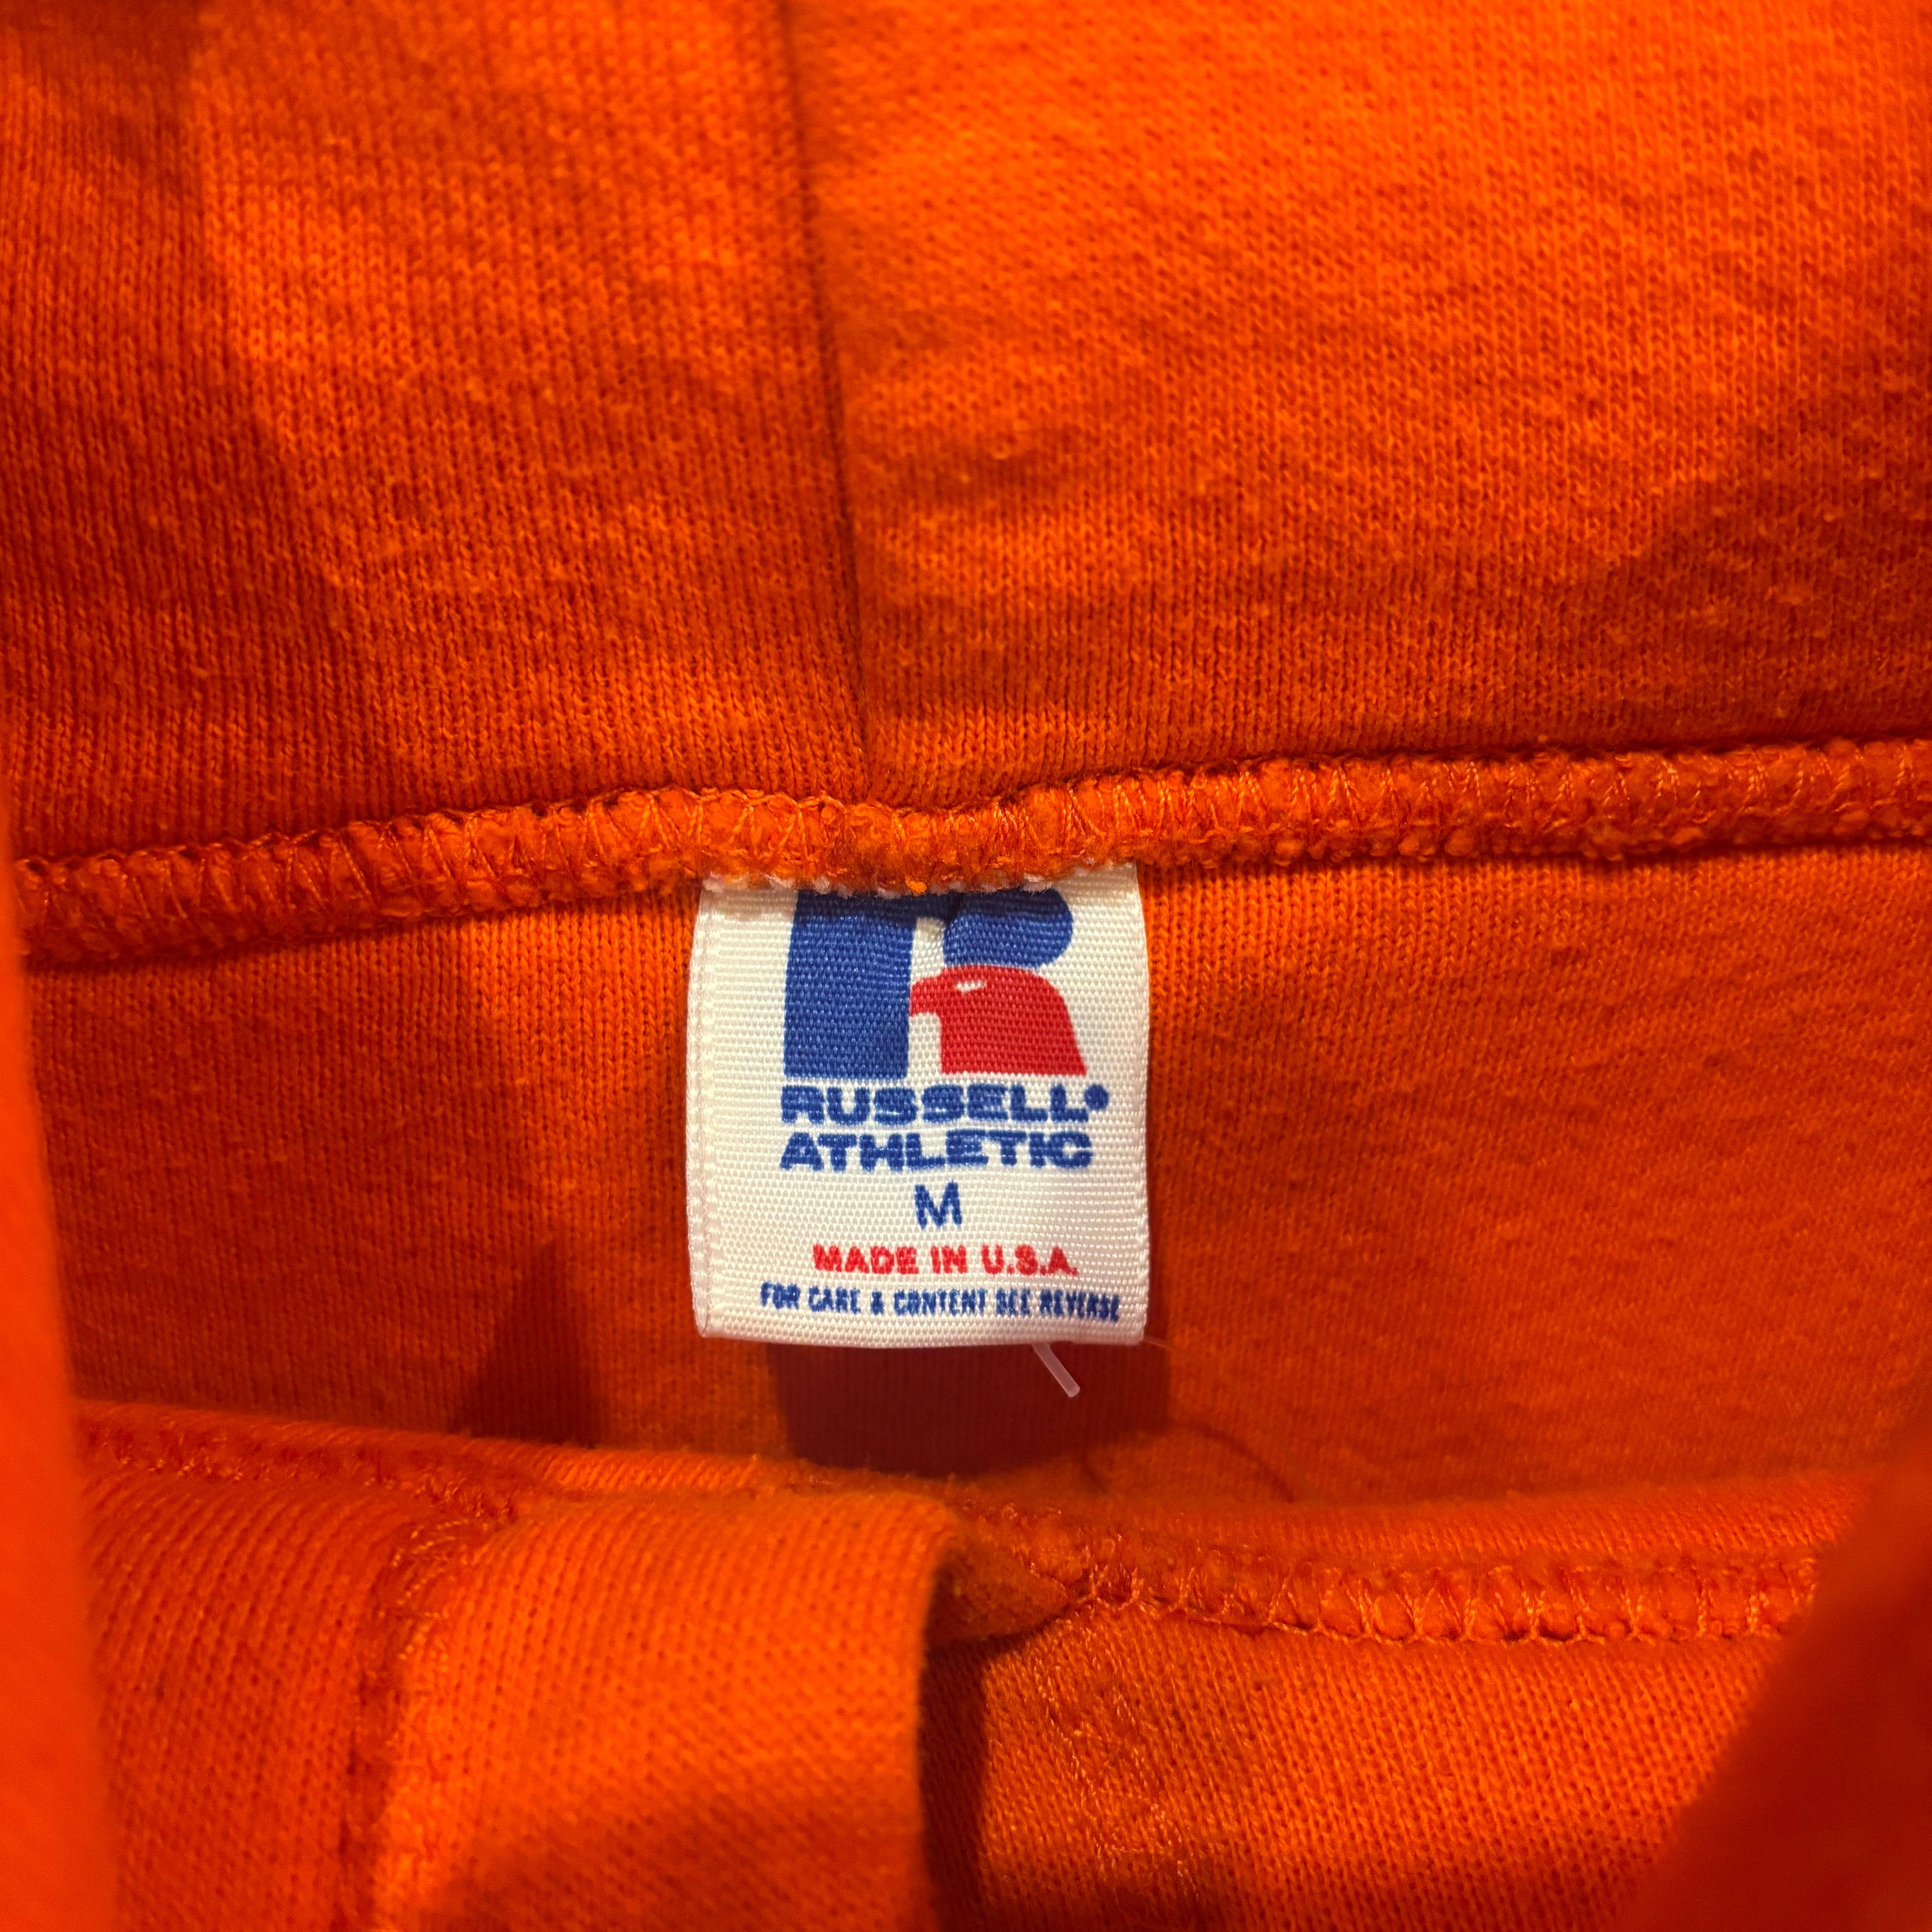 R
RUSSELL®
ATHLETIC
M
MADE IN U.S.A.
FOR CARE & CONTENT SEE REVERSE